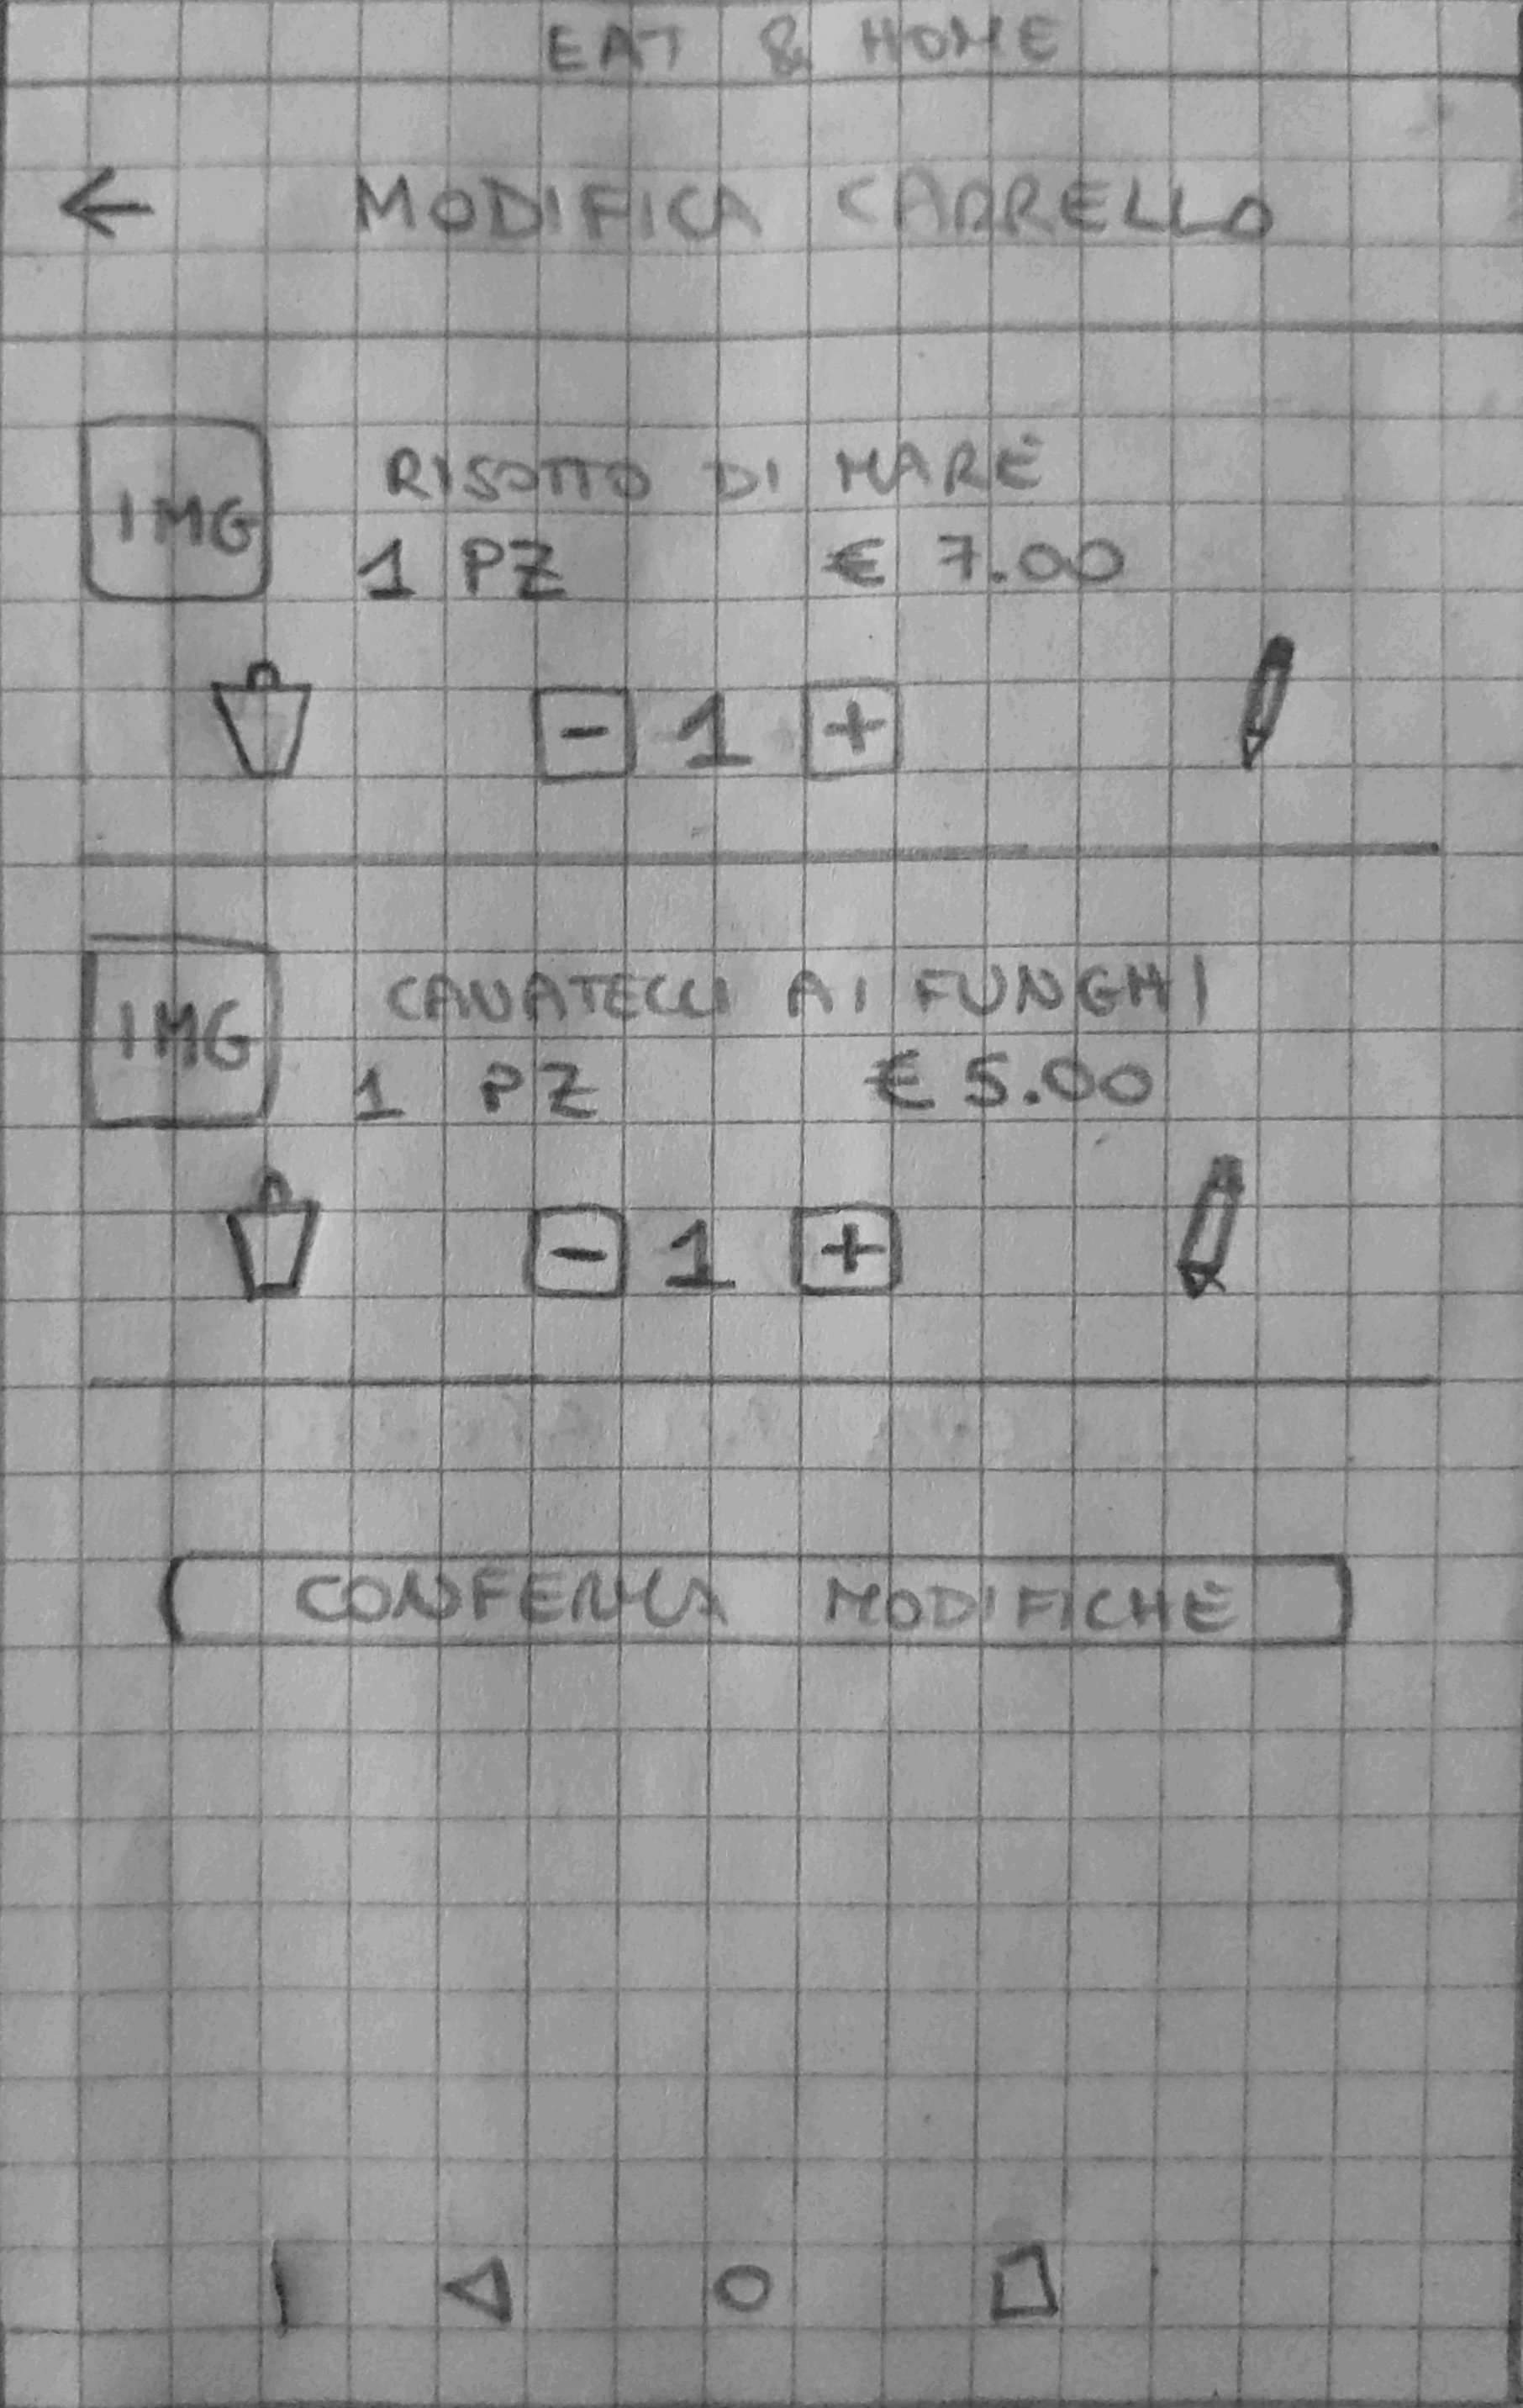 EAT & HOME
← MODIFICA CARRELLO
IMG
RISOTTO DI MARE
1 PZ € 7.00
- 1 +
IMG
CAVATELLI AI FUNGHI
1 PZ € 5.00
- 1 +
CONFERMA MODIFICHE